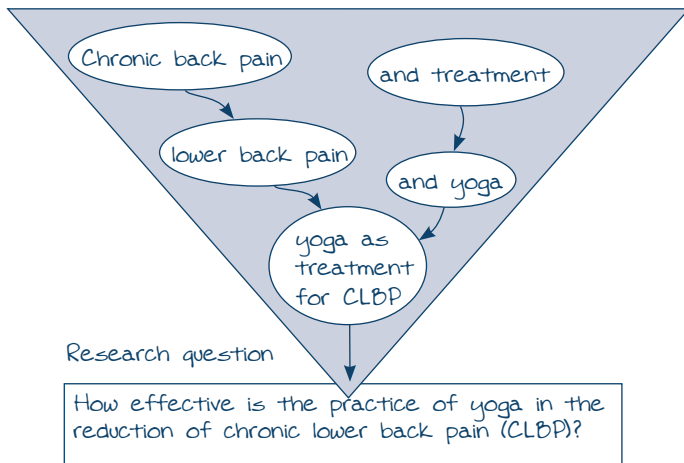 Chronic back pain
and treatment
lower back pain
and yoga
yoga as
treatment
for CLBP
Research question
How effective is the practice of yoga in the
reduction of chronic lower back pain (CLBP)?